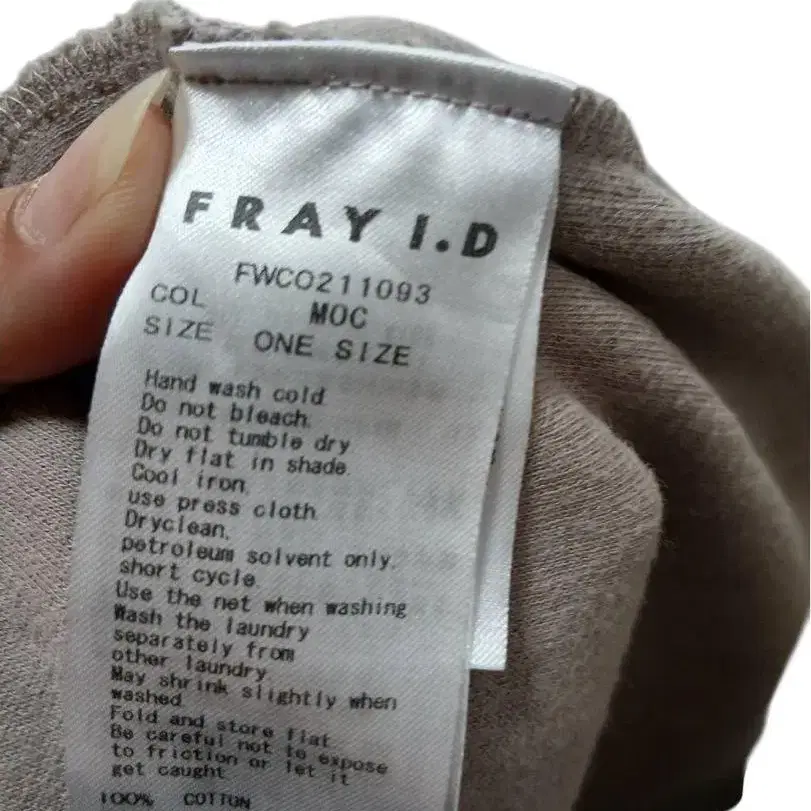 FRAY I.D
FWCO211093
COL MOC
SIZE ONE SIZE
Hand wash cold
Do not bleach.
Do not tumble dry
Dry flat in shade.
Cool iron,
use press cloth
Dryclean,
petroleum solvent only.
short cycle.
Use the net when washing
Wash the laundry
separately from
other laundry.
May shrink slightly when
washed
Fold and store flat
Be careful not to expose
to friction or let it
get caught
100% COTTON